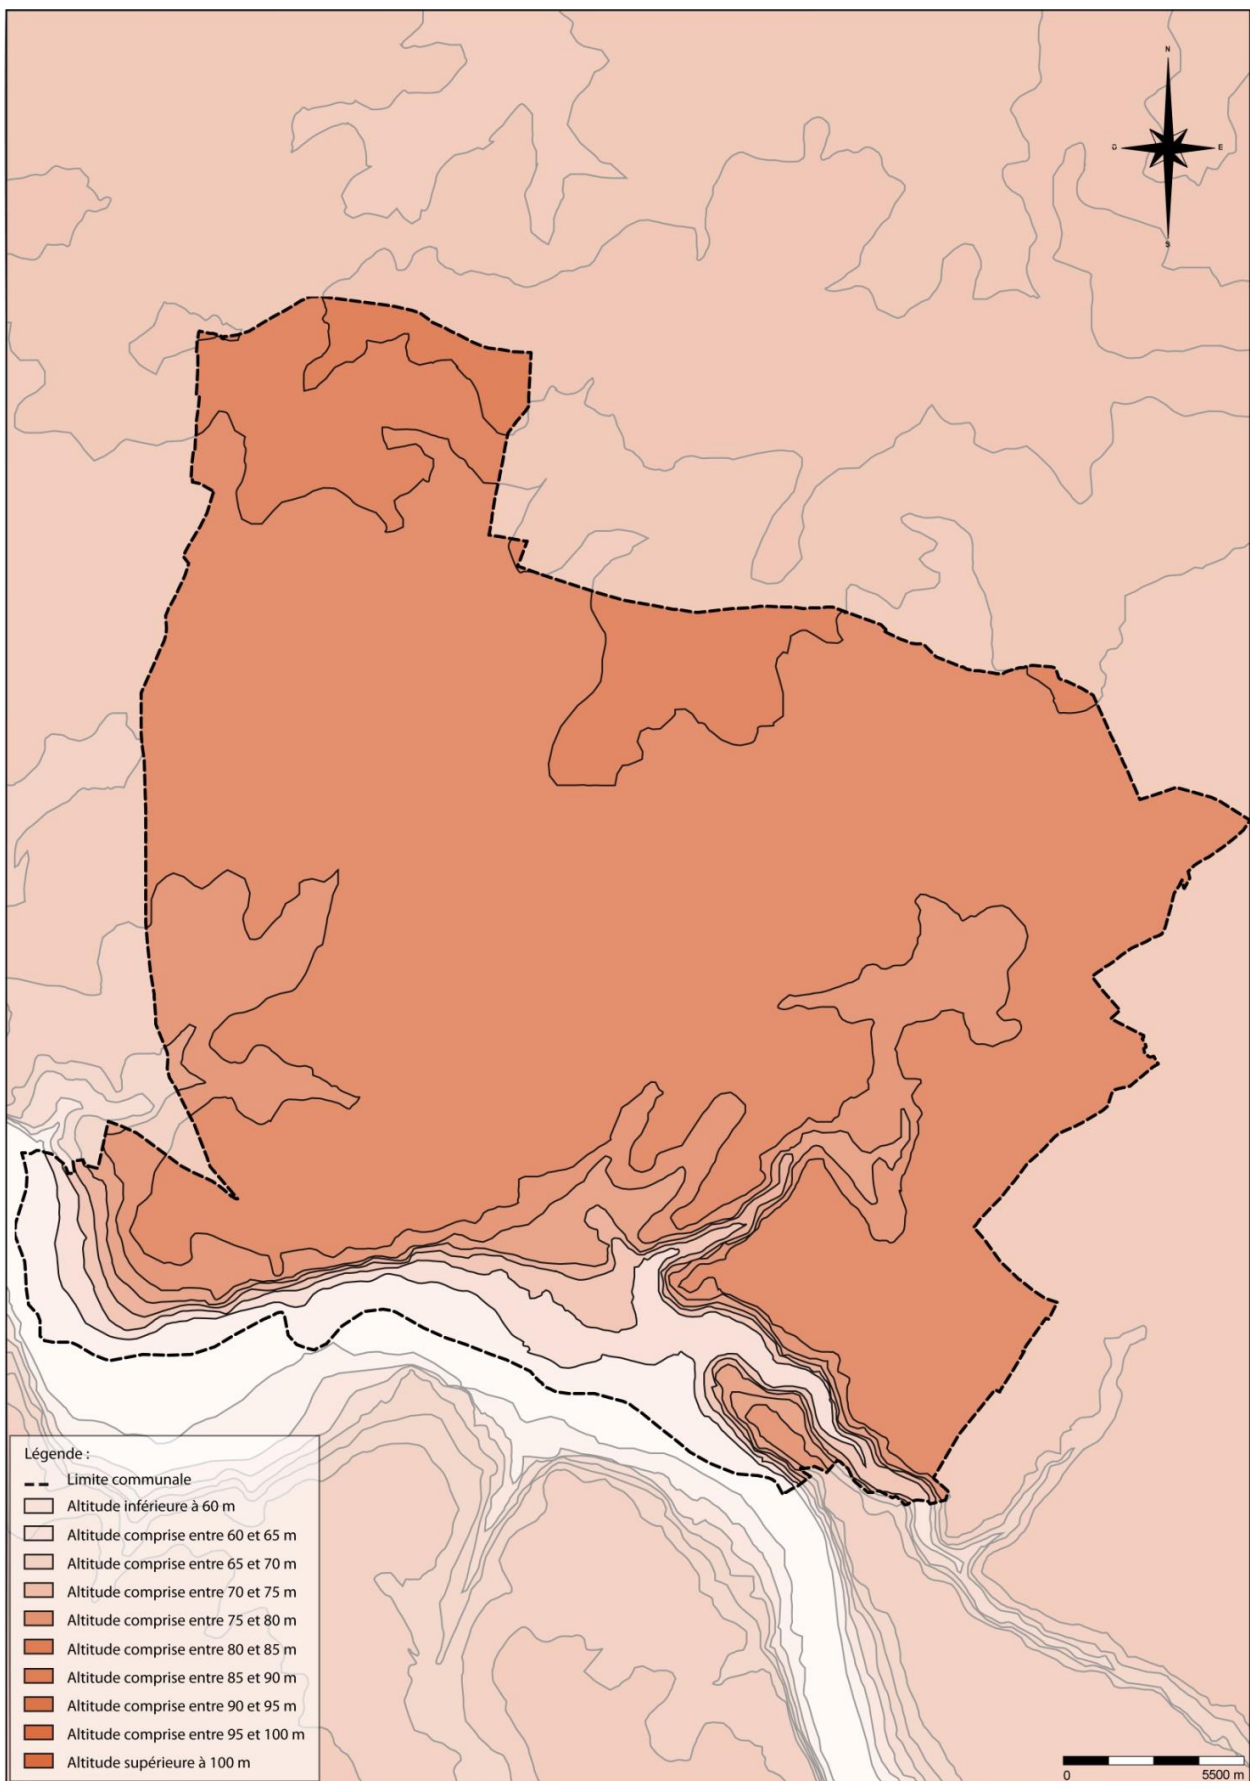 N
O E
S
Légende :
Limite communale
Altitude inférieure à 60 m
Altitude comprise entre 60 et 65 m
Altitude comprise entre 65 et 70 m
Altitude comprise entre 70 et 75 m
Altitude comprise entre 75 et 80 m
Altitude comprise entre 80 et 85 m
Altitude comprise entre 85 et 90 m
Altitude comprise entre 90 et 95 m
Altitude comprise entre 95 et 100 m
Altitude supérieure à 100 m
0 5500 m